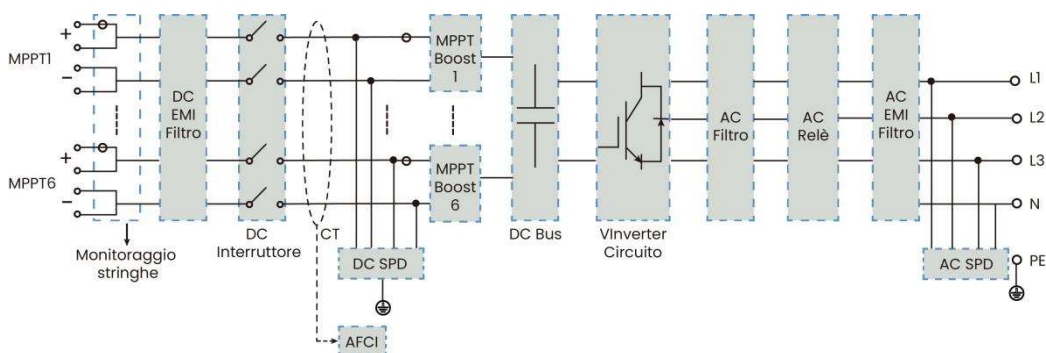 MPPT1
+
−
MPPT6
+
−
Monitoraggio
stringhe
DC
EMI
Filtro
DC
Interruttore
CT
AFCI
DC SPD
MPPT
Boost
1
MPPT
Boost
6
DC Bus
VInverter
Circuito
AC
Filtro
AC
Relè
AC
EMI
Filtro
AC SPD
L1
L2
L3
N
PE